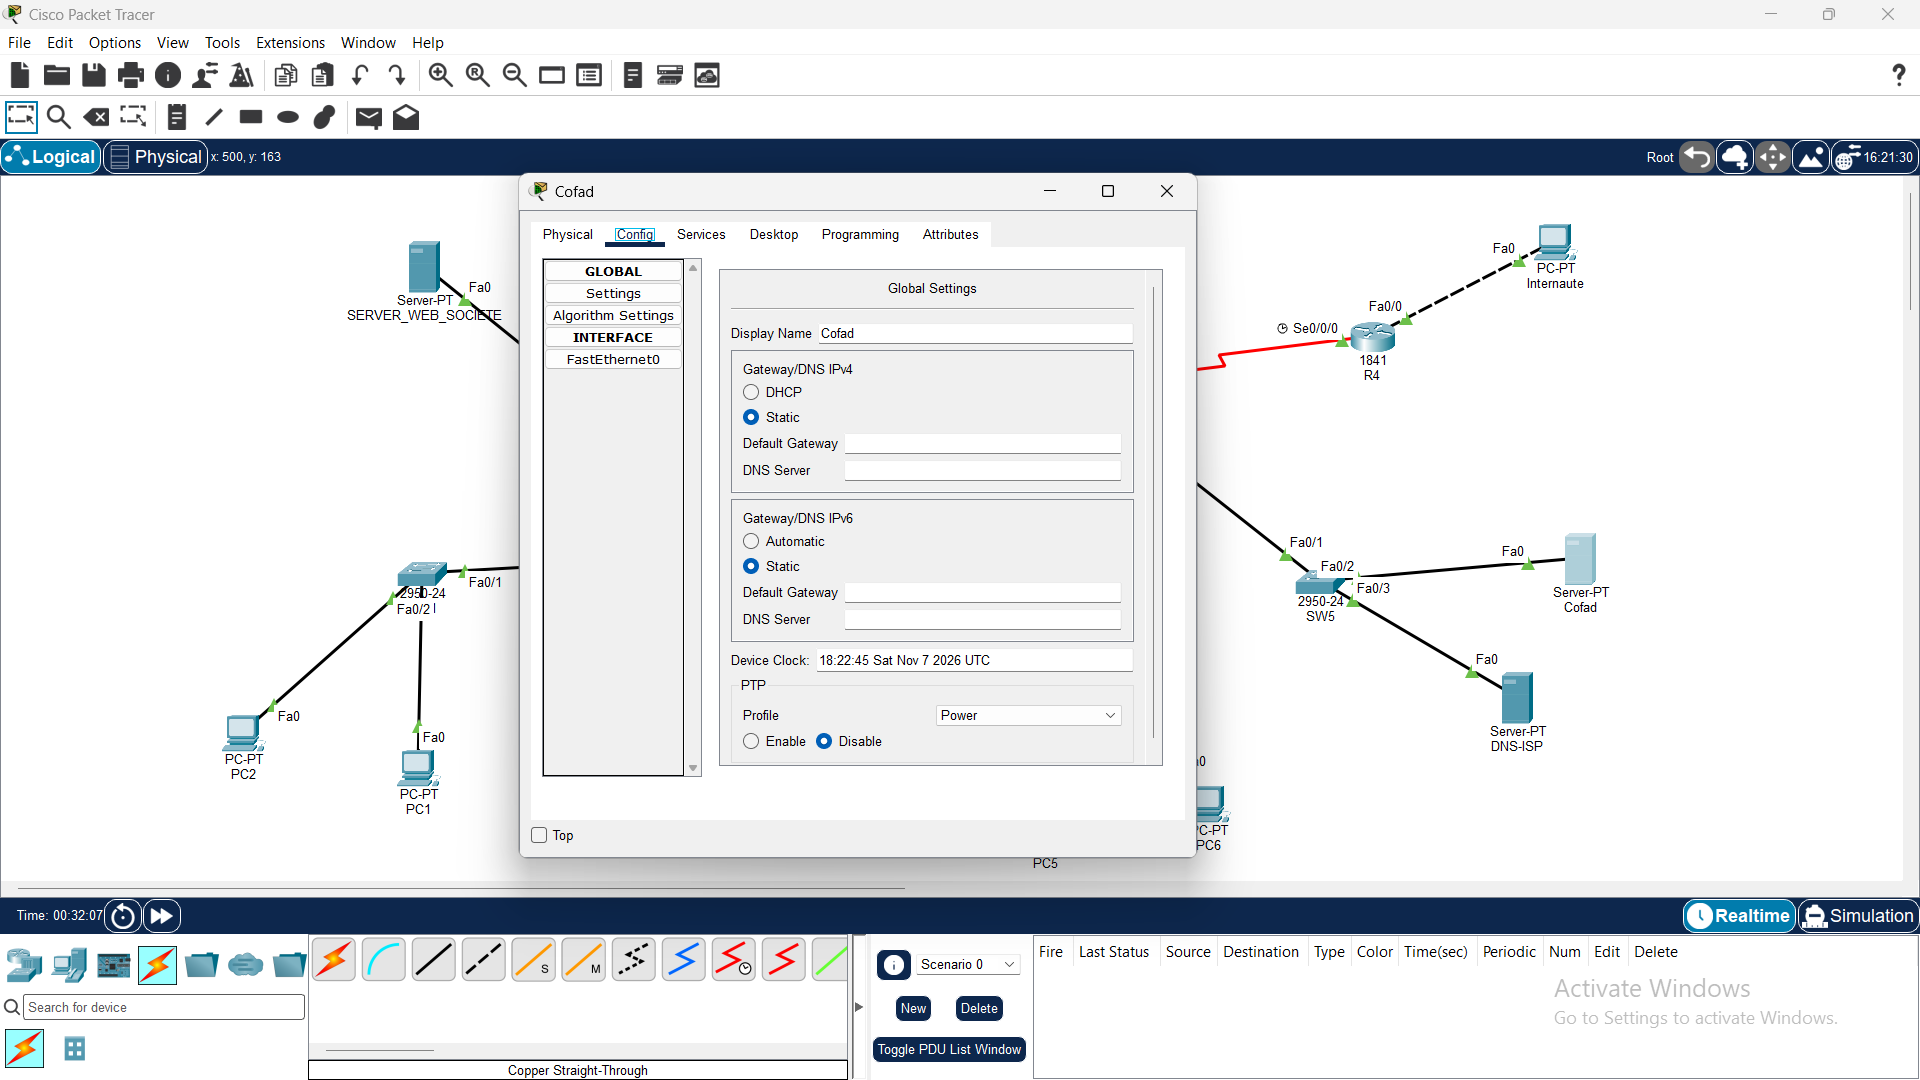 Cisco Packet Tracer
File Edit Options View Tools Extensions Window Help
Logical Physical x: 500, y: 163
Root 16:21:30
Cofad
Physical Config Services Desktop Programming Attributes
GLOBAL
Settings
Algorithm Settings
INTERFACE
FastEthernet0
Global Settings
Display Name Cofad
Gateway/DNS IPv4
DHCP
Static
Default Gateway
DNS Server
Gateway/DNS IPv6
Automatic
Static
Default Gateway
DNS Server
Device Clock: 18:22:45 Sat Nov 7 2026 UTC
PTP
Profile Power
Enable Disable
Top
Fa0
Server-PT
SERVER_WEB_SOCIETE
Fa0/1
2950-24
Fa0/2
Fa0
PC-PT
PC2
Fa0
PC-PT
PC1
Fa0
PC-PT
Internaute
Fa0/0
Se0/0/0
1841
R4
Fa0/1
Fa0/2
Fa0/3
2950-24
SW5
Fa0
Server-PT
Cofad
Fa0
Server-PT
DNS-ISP
PC6
PC5
Time: 00:32:07
Realtime Simulation
S
M
Search for device
Copper Straight-Through
Scenario 0
New Delete
Toggle PDU List Window
Fire Last Status Source Destination Type Color Time(sec) Periodic Num Edit Delete
Activate Windows
Go to Settings to activate Windows.